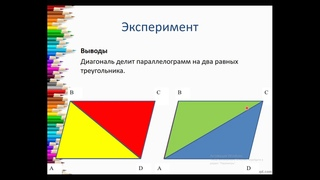 Эксперимент
Выводы
Диагональ делит параллелограмм на два равных
треугольника.
B C B C
A D A D